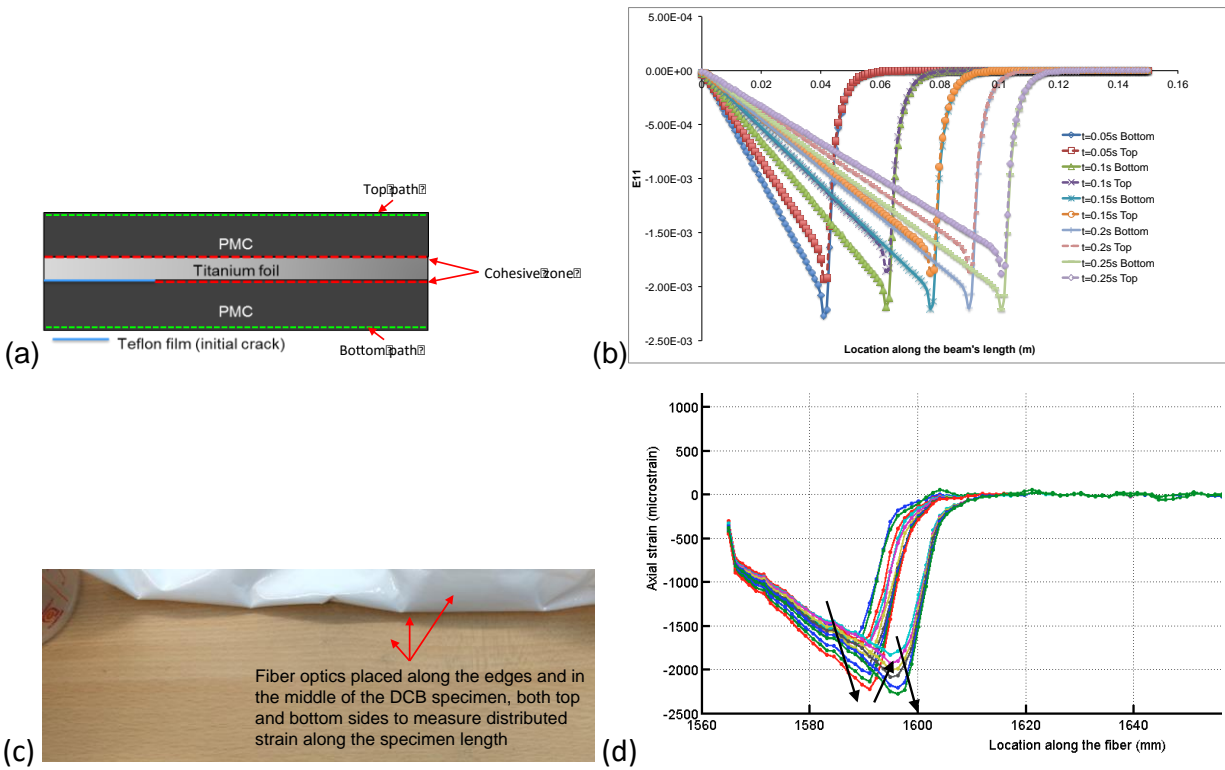 (a)
Top path
PMC
Titanium foil
Cohesive zone
PMC
Teflon film (initial crack)
Bottom path
(b)
5.00E-04
0.00E+00
-5.00E-04
-1.00E-03
-1.50E-03
-2.00E-03
-2.50E-03
E11
0
0.02
0.04
0.06
0.08
0.1
0.12
0.14
0.16
t=0.05s Bottom
t=0.05s Top
t=0.1s Bottom
t=0.1s Top
t=0.15s Bottom
t=0.15s Top
t=0.2s Bottom
t=0.2s Top
t=0.25s Bottom
t=0.25s Top
Location along the beam's length (m)
(c)
Fiber optics placed along the edges and in
the middle of the DCB specimen, both top
and bottom sides to measure distributed
strain along the specimen length
(d)
Axial strain (microstrain)
1000
500
0
-500
-1000
-1500
-2000
-2500
1560
1580
1600
1620
1640
Location along the fiber (mm)